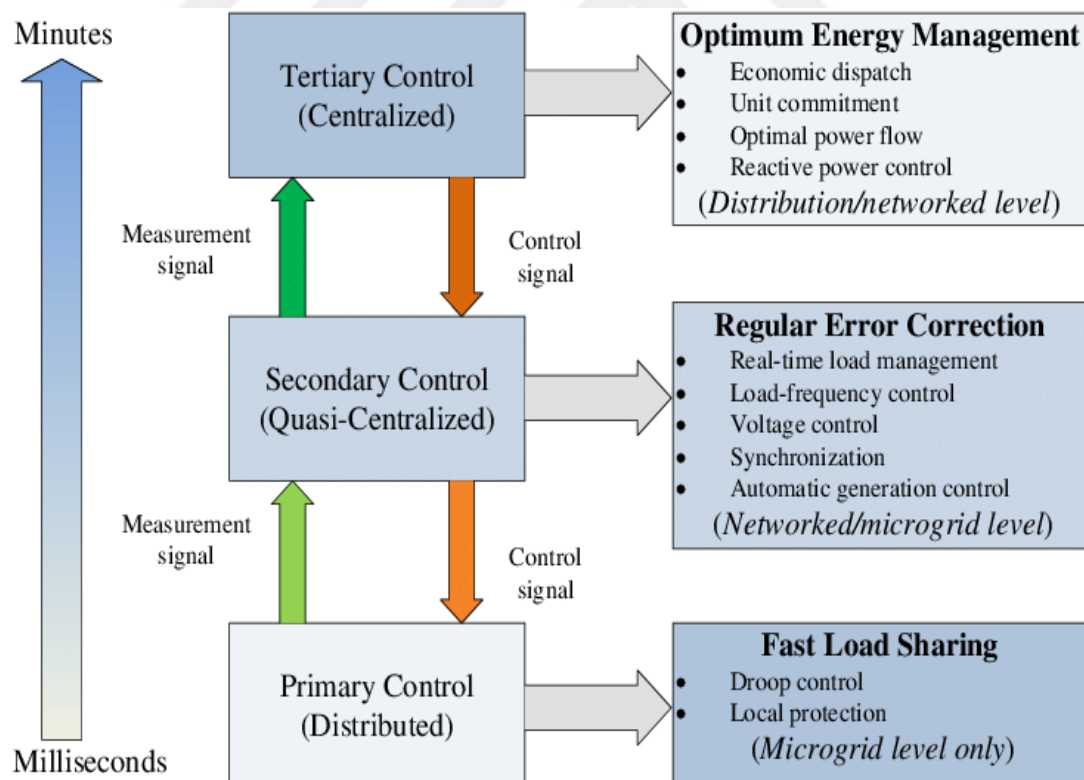 Minutes
Tertiary Control
(Centralized)
Optimum Energy Management
• Economic dispatch
• Unit commitment
• Optimal power flow
• Reactive power control
(Distribution/networked level)
Measurement
signal
Control
signal
Secondary Control
(Quasi-Centralized)
Regular Error Correction
• Real-time load management
• Load-frequency control
• Voltage control
• Synchronization
• Automatic generation control
(Networked/microgrid level)
Measurement
signal
Control
signal
Primary Control
(Distributed)
Fast Load Sharing
• Droop control
• Local protection
(Microgrid level only)
Milliseconds